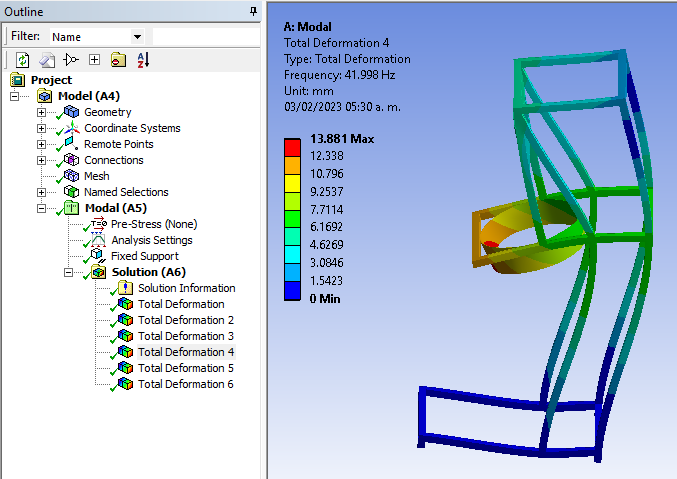 Outline
Filter: Name
Project
Model (A4)
Geometry
Coordinate Systems
Remote Points
Connections
Mesh
Named Selections
Modal (A5)
Pre-Stress (None)
Analysis Settings
Fixed Support
Solution (A6)
Solution Information
Total Deformation
Total Deformation 2
Total Deformation 3
Total Deformation 4
Total Deformation 5
Total Deformation 6
A: Modal
Total Deformation 4
Type: Total Deformation
Frequency: 41.998 Hz
Unit: mm
03/02/2023 05:30 a. m.
13.881 Max
12.338
10.796
9.2537
7.7114
6.1692
4.6269
3.0846
1.5423
0 Min